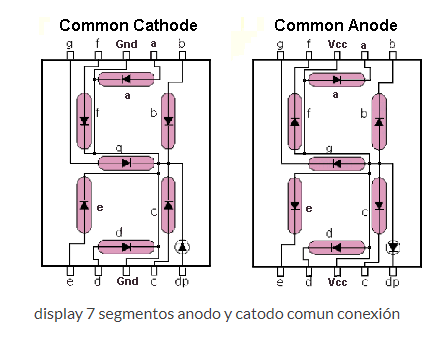 Common Cathode Common Anode
g f Gnd a b g f Vcc a b
a a
f b f b
g g
e c e c
d d
e d Gnd c dp e d Vcc c dp
display 7 segmentos anodo y catodo comun conexión